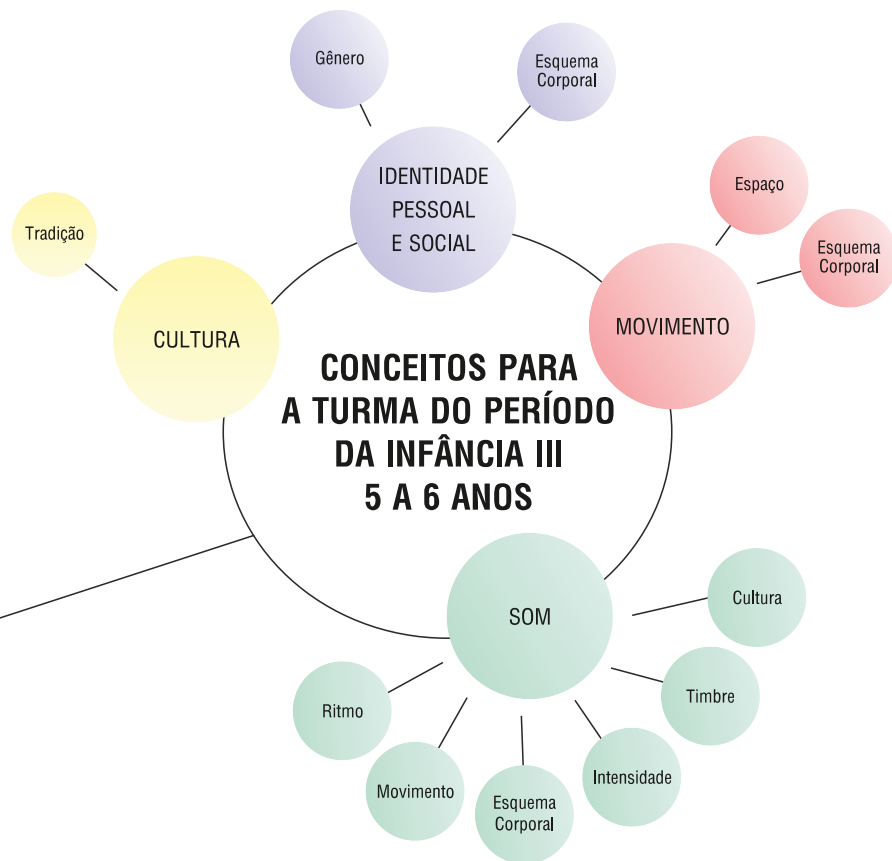 Gênero
Esquema
Corporal
IDENTIDADE
PESSOAL
E SOCIAL
Espaço
Esquema
Corporal
Tradição
CULTURA
MOVIMENTO
CONCEITOS PARA
A TURMA DO PERÍODO
DA INFÂNCIA III
5 A 6 ANOS
SOM
Cultura
Timbre
Ritmo
Movimento
Esquema
Corporal
Intensidade